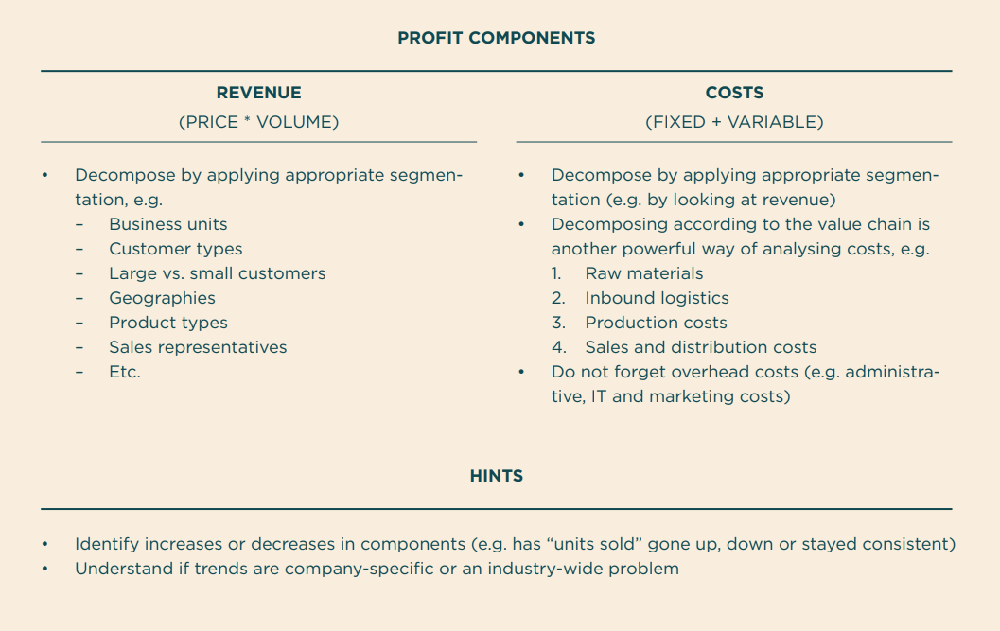 PROFIT COMPONENTS
REVENUE
(PRICE * VOLUME)
• Decompose by applying appropriate segmen-
tation, e.g.
– Business units
– Customer types
– Large vs. small customers
– Geographies
– Product types
– Sales representatives
– Etc.
COSTS
(FIXED + VARIABLE)
• Decompose by applying appropriate segmen-
tation (e.g. by looking at revenue)
• Decomposing according to the value chain is
another powerful way of analysing costs, e.g.
1. Raw materials
2. Inbound logistics
3. Production costs
4. Sales and distribution costs
• Do not forget overhead costs (e.g. administra-
tive, IT and marketing costs)
HINTS
• Identify increases or decreases in components (e.g. has “units sold” gone up, down or stayed consistent)
• Understand if trends are company-specific or an industry-wide problem